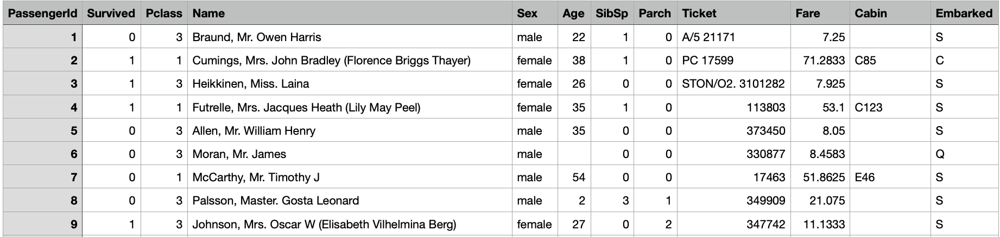 PassengerId Survived Pclass Name Sex Age SibSp Parch Ticket Fare Cabin Embarked
1 0 3 Braund, Mr. Owen Harris male 22 1 0 A/5 21171 7.25 S
2 1 1 Cumings, Mrs. John Bradley (Florence Briggs Thayer) female 38 1 0 PC 17599 71.2833 C85 C
3 1 3 Heikkinen, Miss. Laina female 26 0 0 STON/O2. 3101282 7.925 S
4 1 1 Futrelle, Mrs. Jacques Heath (Lily May Peel) female 35 1 0 113803 53.1 C123 S
5 0 3 Allen, Mr. William Henry male 35 0 0 373450 8.05 S
6 0 3 Moran, Mr. James male 0 0 330877 8.4583 Q
7 0 1 McCarthy, Mr. Timothy J male 54 0 0 17463 51.8625 E46 S
8 0 3 Palsson, Master. Gosta Leonard male 2 3 1 349909 21.075 S
9 1 3 Johnson, Mrs. Oscar W (Elisabeth Vilhelmina Berg) female 27 0 2 347742 11.1333 S